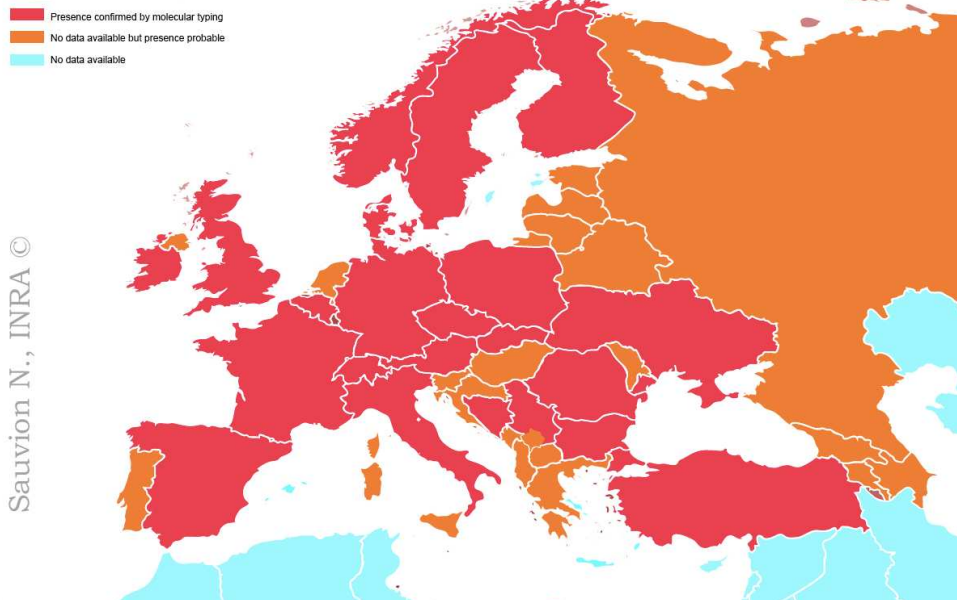 Presence confirmed by molecular typing
No data available but presence probable
No data available
Sauvion N., INRA ©